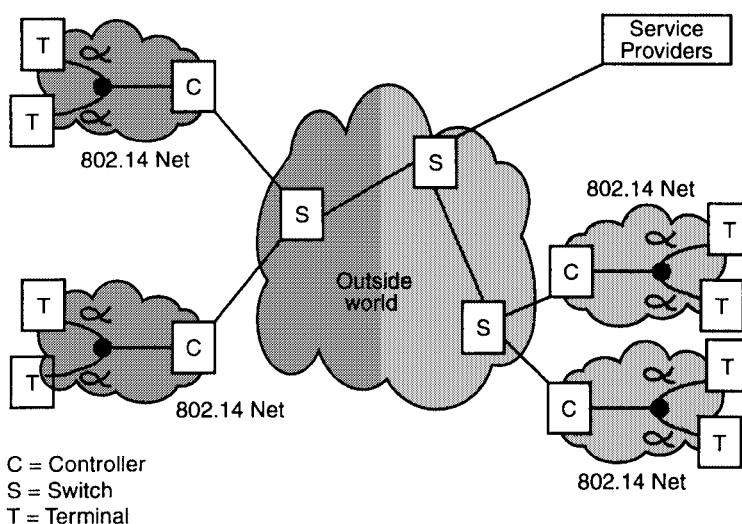 T
T
C
802.14 Net
Service
Providers
S
S
Outside
world
S
802.14 Net
T
C
T
T
T
C
802.14 Net
T
C
T
802.14 Net
C = Controller
S = Switch
T = Terminal